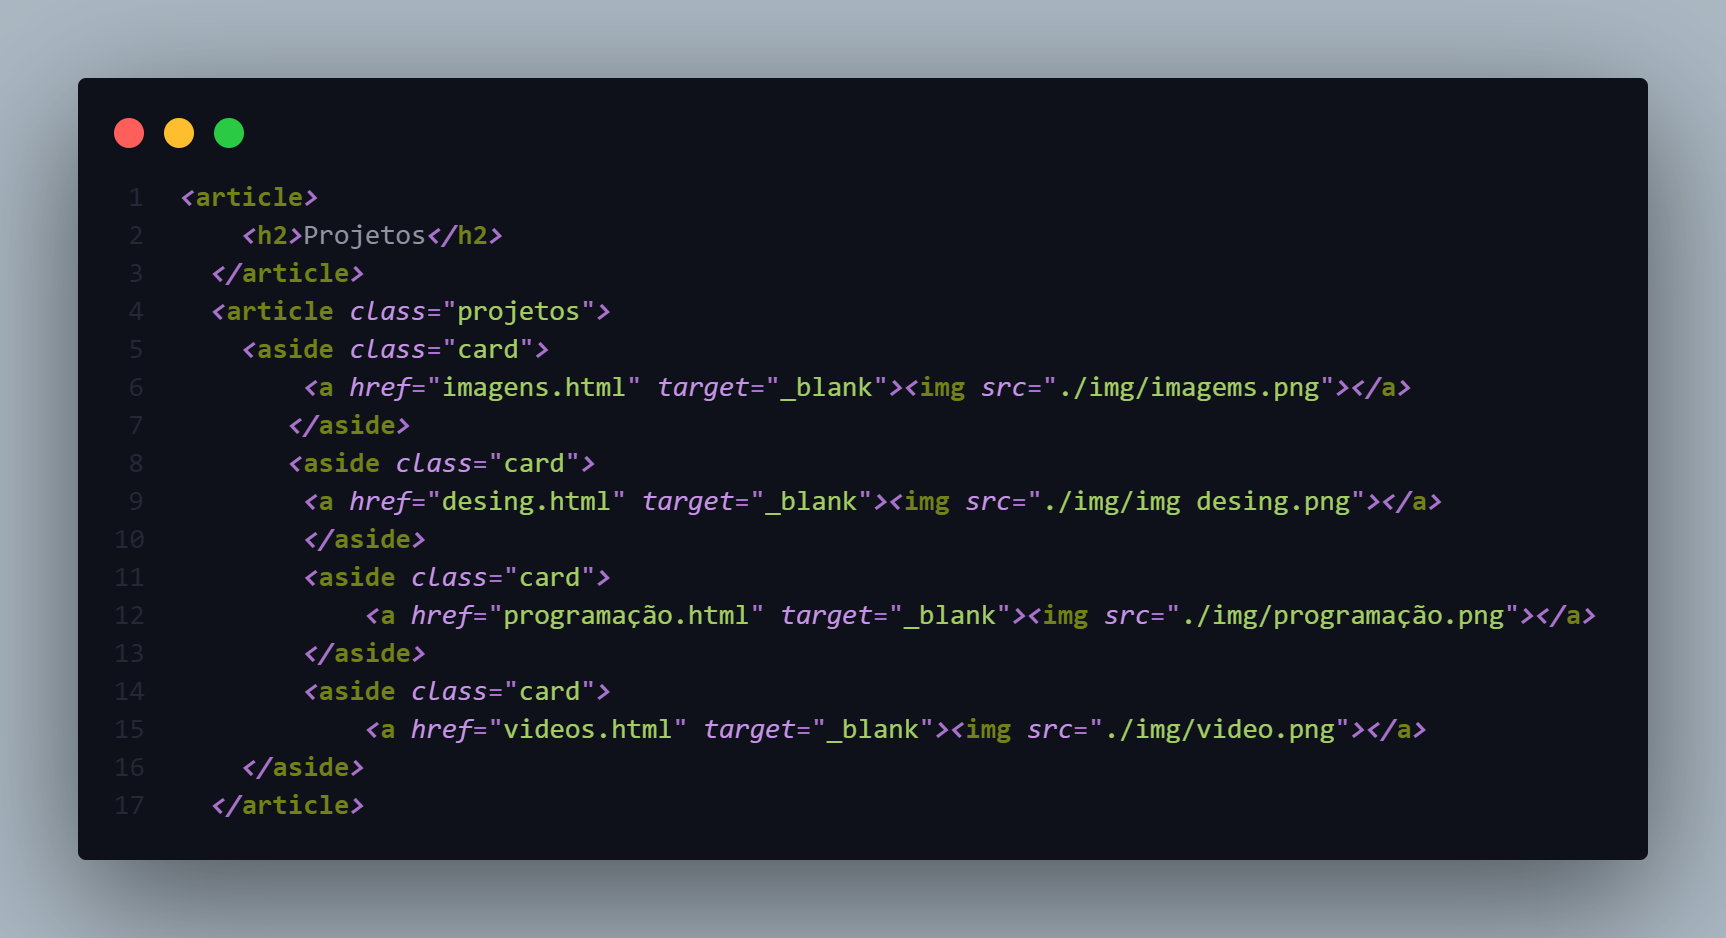 1 <article>
2 <h2>Projetos</h2>
3 </article>
4 <article class="projetos">
5 <aside class="card">
6 <a href="imagens.html" target="_blank"><img src="./img/imagems.png"></a>
7 </aside>
8 <aside class="card">
9 <a href="desing.html" target="_blank"><img src="./img/img desing.png"></a>
10 </aside>
11 <aside class="card">
12 <a href="programação.html" target="_blank"><img src="./img/programação.png"></a>
13 </aside>
14 <aside class="card">
15 <a href="videos.html" target="_blank"><img src="./img/video.png"></a>
16 </aside>
17 </article>